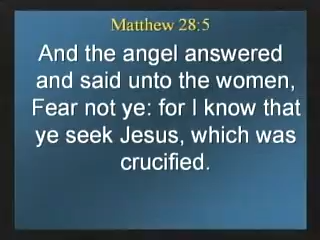 Matthew 28:5
And the angel answered
and said unto the women,
Fear not ye: for I know that
ye seek Jesus, which was
crucified.